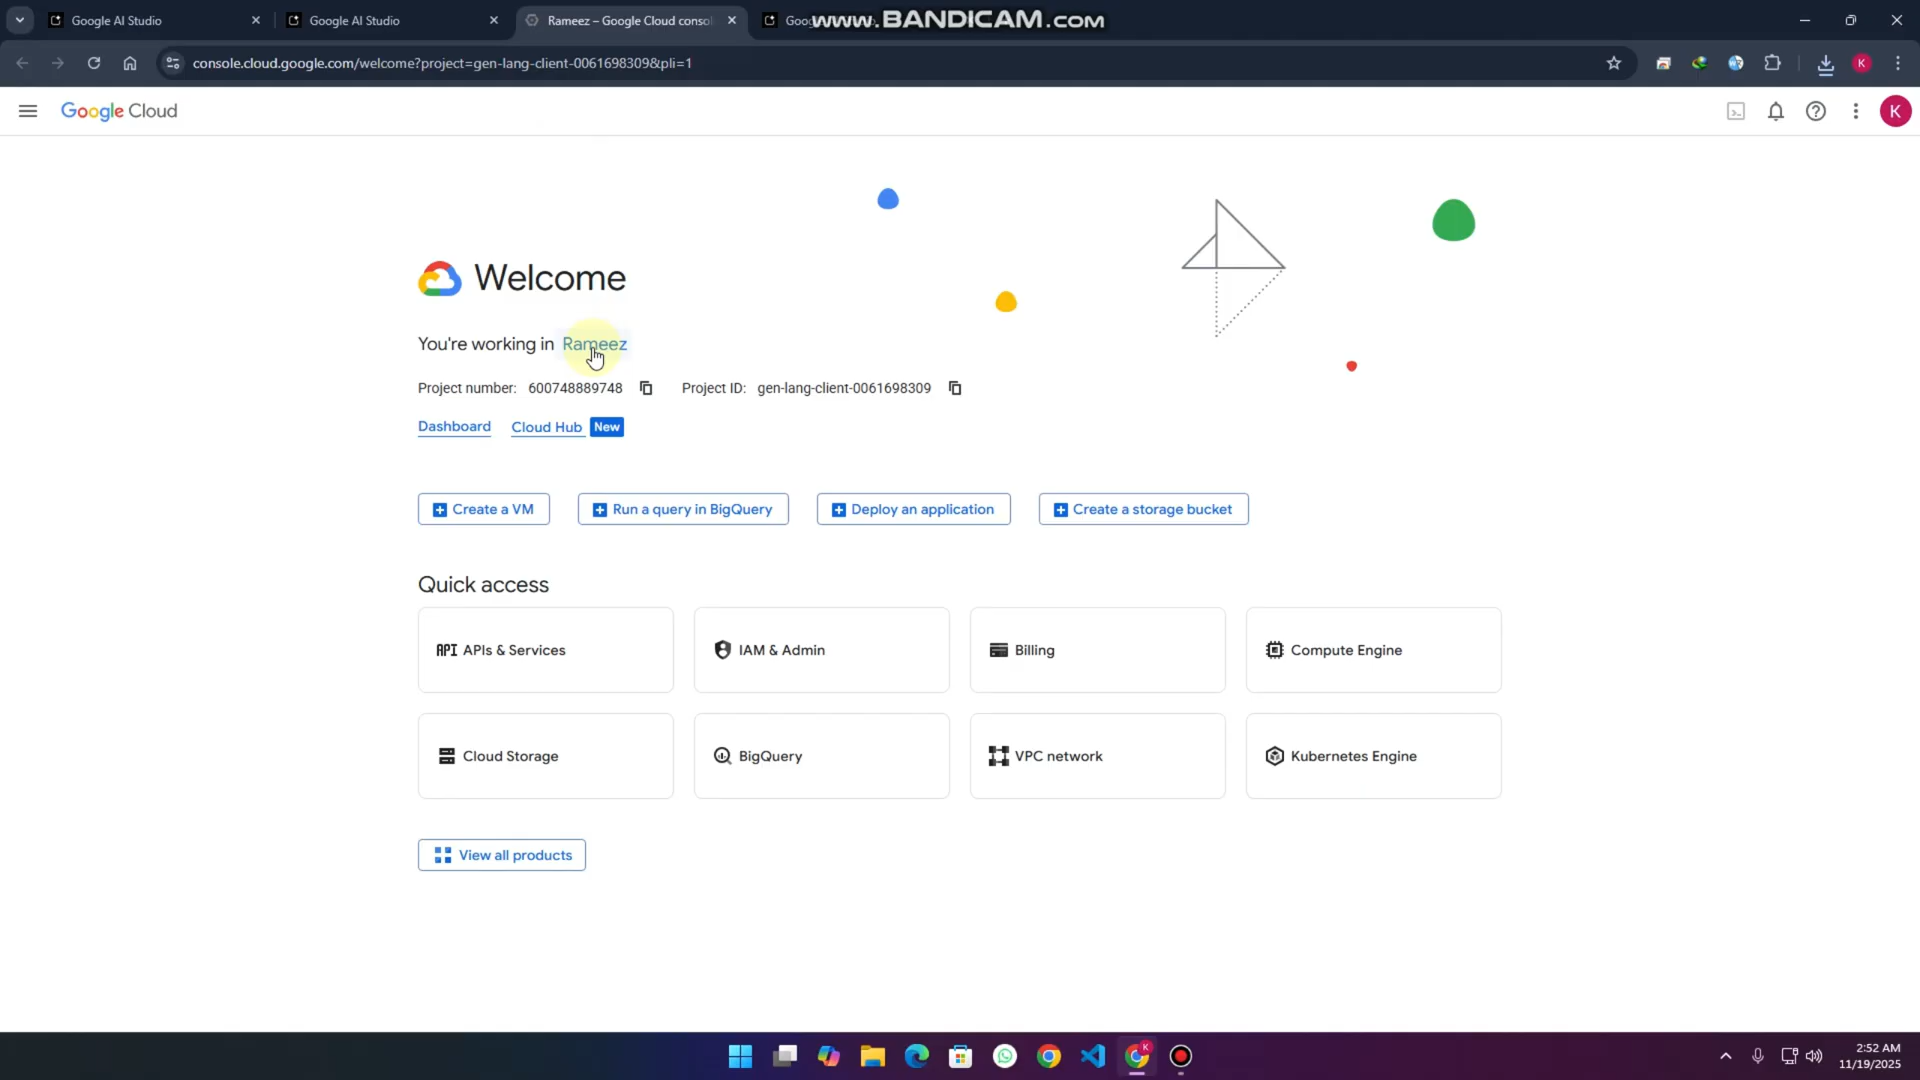 Google AI Studio
Google AI Studio
Rameez – Google Cloud consol
Goog
www.BANDICAM.com
console.cloud.google.com/welcome?project=gen-lang-client-0061698309&pli=1
K
Google Cloud
K
Welcome
You're working in Rameez
Project number: 600748889748 Project ID: gen-lang-client-0061698309
Dashboard Cloud Hub New
Create a VM Run a query in BigQuery Deploy an application Create a storage bucket
Quick access
API APIs & Services IAM & Admin Billing Compute Engine
Cloud Storage BigQuery VPC network Kubernetes Engine
View all products
K
2:52 AM
11/19/2025